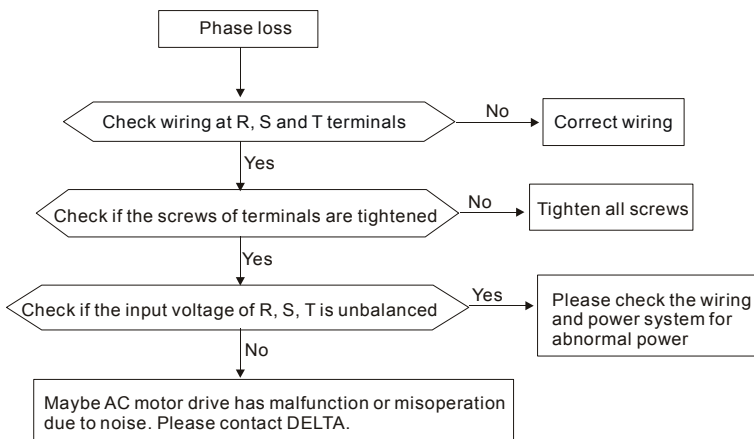 Phase loss
Check wiring at R, S and T terminals
No
Correct wiring
Yes
Check if the screws of terminals are tightened
No
Tighten all screws
Yes
Check if the input voltage of R, S, T is unbalanced
Yes
Please check the wiring
and power system for
abnormal power
No
Maybe AC motor drive has malfunction or misoperation
due to noise. Please contact DELTA.